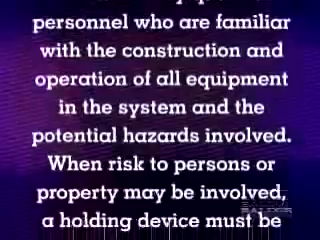 personnel who are familiar
with the construction and
operation of all equipment
in the system and the
potential hazards involved.
When risk to persons or
property may be involved,
a holding device must be